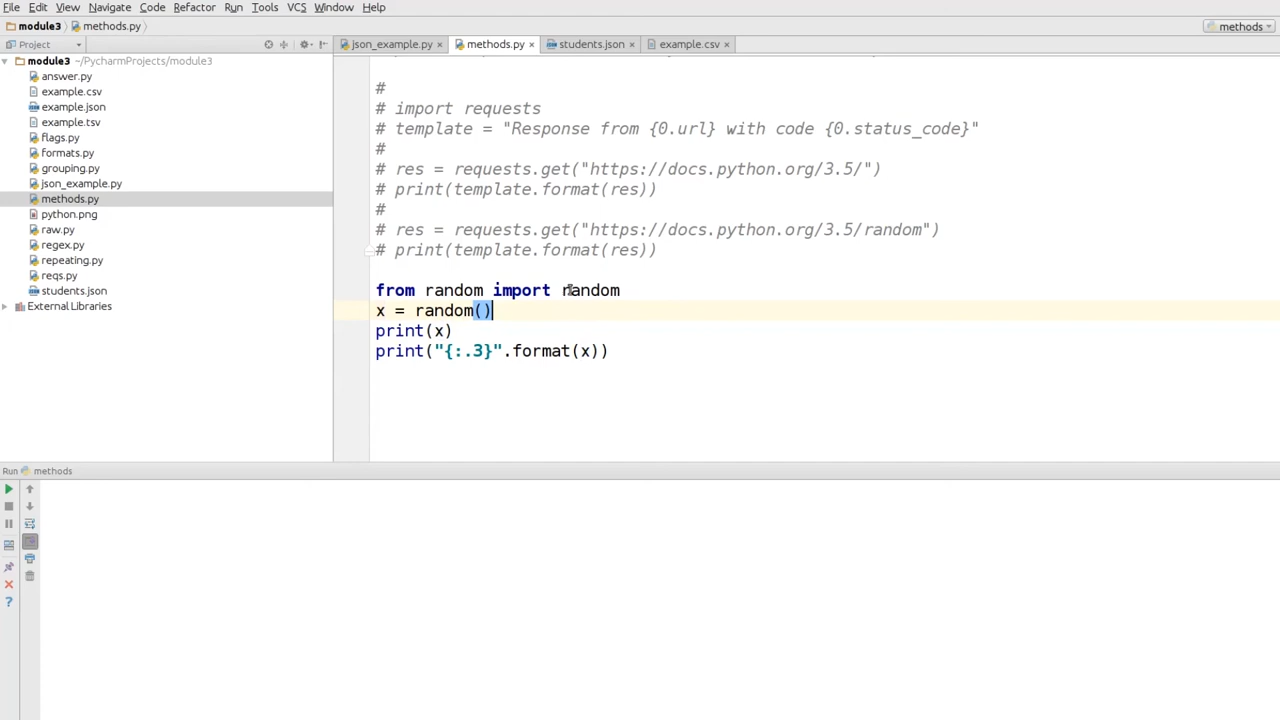 File Edit View Navigate Code Refactor Run Tools VCS Window Help
module3 methods.py methods
Project json_example.py methods.py students.json example.csv
module3 ~/PycharmProjects/module3
answer.py
example.csv
example.json
example.tsv
flags.py
formats.py
grouping.py
json_example.py
methods.py
python.png
raw.py
regex.py
repeating.py
reqs.py
students.json
External Libraries
#
# import requests
# template = "Response from {0.url} with code {0.status_code}"
#
# res = requests.get("https://docs.python.org/3.5/")
# print(template.format(res))
#
# res = requests.get("https://docs.python.org/3.5/random")
# print(template.format(res))
from random import random
x = random()
print(x)
print("{:.3}".format(x))
Run methods